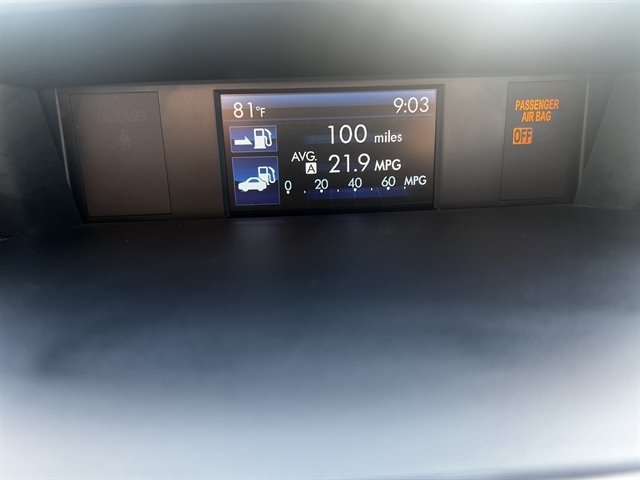 81°F 9:03
100 miles
AVG.
A 21.9 MPG
0 20 40 60 MPG
PASSENGER
AIR BAG
OFF